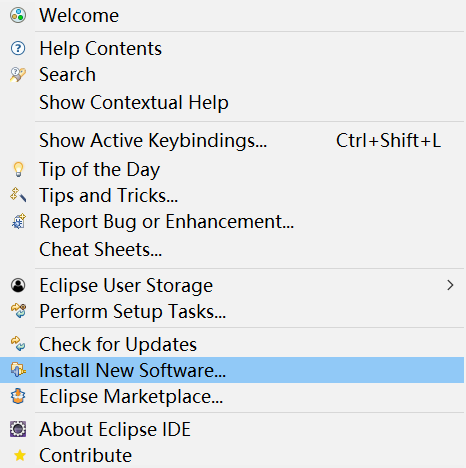 Welcome
Help Contents
Search
Show Contextual Help
Show Active Keybindings... Ctrl+Shift+L
Tip of the Day
Tips and Tricks...
Report Bug or Enhancement...
Cheat Sheets...
Eclipse User Storage
Perform Setup Tasks...
Check for Updates
Install New Software...
Eclipse Marketplace...
About Eclipse IDE
Contribute